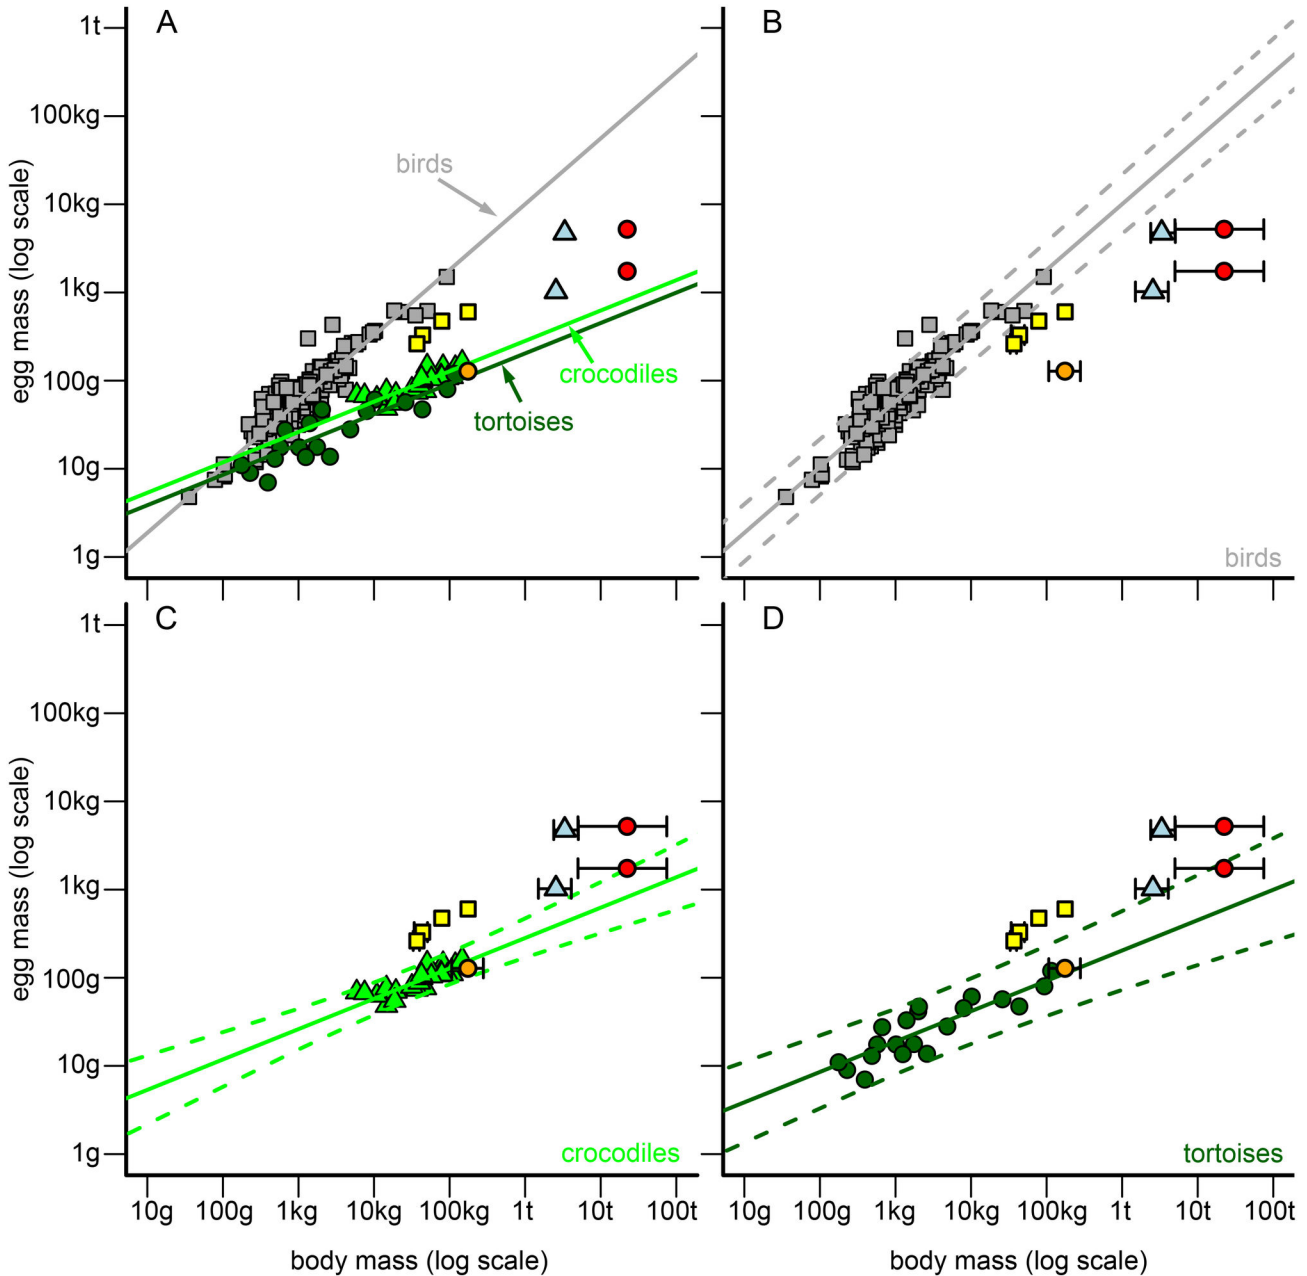 A
B
1t
100kg
10kg
1kg
100g
10g
1g
egg mass (log scale)
birds
crocodiles
tortoises
birds
C
D
1t
100kg
10kg
1kg
100g
10g
1g
egg mass (log scale)
crocodiles
tortoises
10g 100g 1kg 10kg 100kg 1t 10t 100t
10g 100g 1kg 10kg 100kg 1t 10t 100t
body mass (log scale)
body mass (log scale)